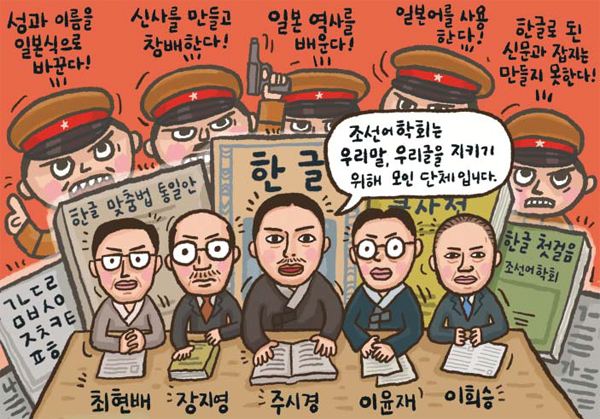 성과 이름을
일본식으로
바꾼다!
신사를 만들고
참배한다!
일본 역사를
배운다!
일본어를 사용
한다!
한글로 된
신문과 잡지는
만들지 못한다!
조선어학회는
우리말, 우리글을 지키기
위해 모인 단체입니다.
한글 맞춤법 통일안
한글
큰사전
한글 첫걸음
조선어학회
최현배
장지영
주시경
이윤재
이희승